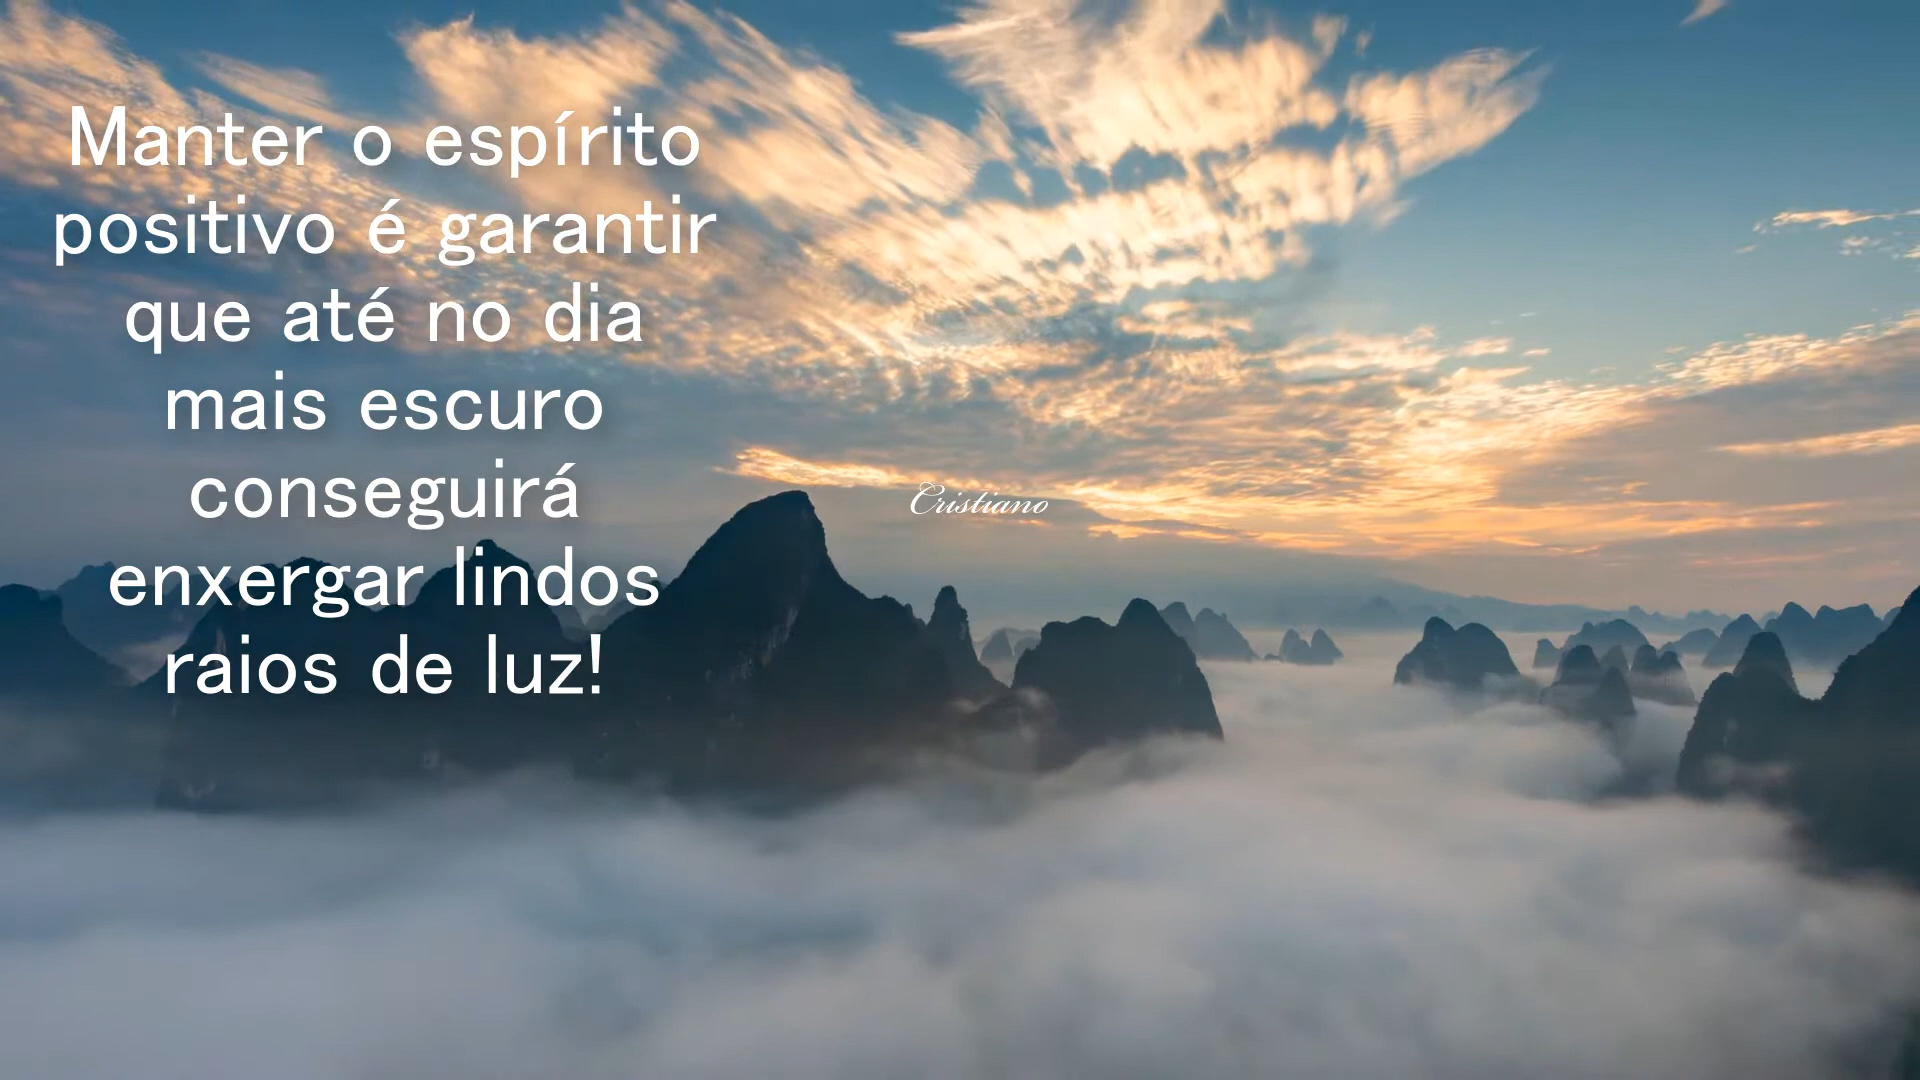 Manter o espírito
positivo é garantir
que até no dia
mais escuro
conseguirá
enxergar lindos
raios de luz!
Cristiano